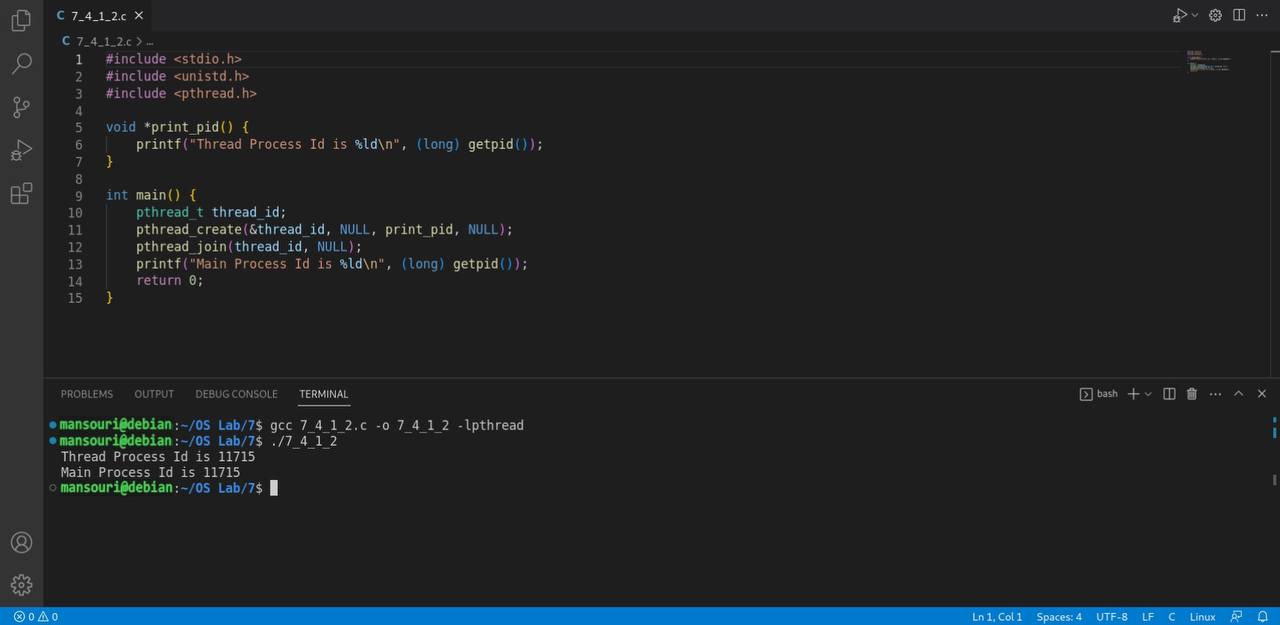 C 7_4_1_2.c
C 7_4_1_2.c > ...
1 #include <stdio.h>
2 #include <unistd.h>
3 #include <pthread.h>
4
5 void *print_pid() {
6     printf("Thread Process Id is %ld\n", (long) getpid());
7 }
8
9 int main() {
10     pthread_t thread_id;
11     pthread_create(&thread_id, NULL, print_pid, NULL);
12     pthread_join(thread_id, NULL);
13     printf("Main Process Id is %ld\n", (long) getpid());
14     return 0;
15 }
PROBLEMS OUTPUT DEBUG CONSOLE TERMINAL bash
mansouri@debian:~/OS Lab/7$ gcc 7_4_1_2.c -o 7_4_1_2 -lpthread
mansouri@debian:~/OS Lab/7$ ./7_4_1_2
Thread Process Id is 11715
Main Process Id is 11715
mansouri@debian:~/OS Lab/7$
0 0 Ln 1, Col 1 Spaces: 4 UTF-8 LF C Linux